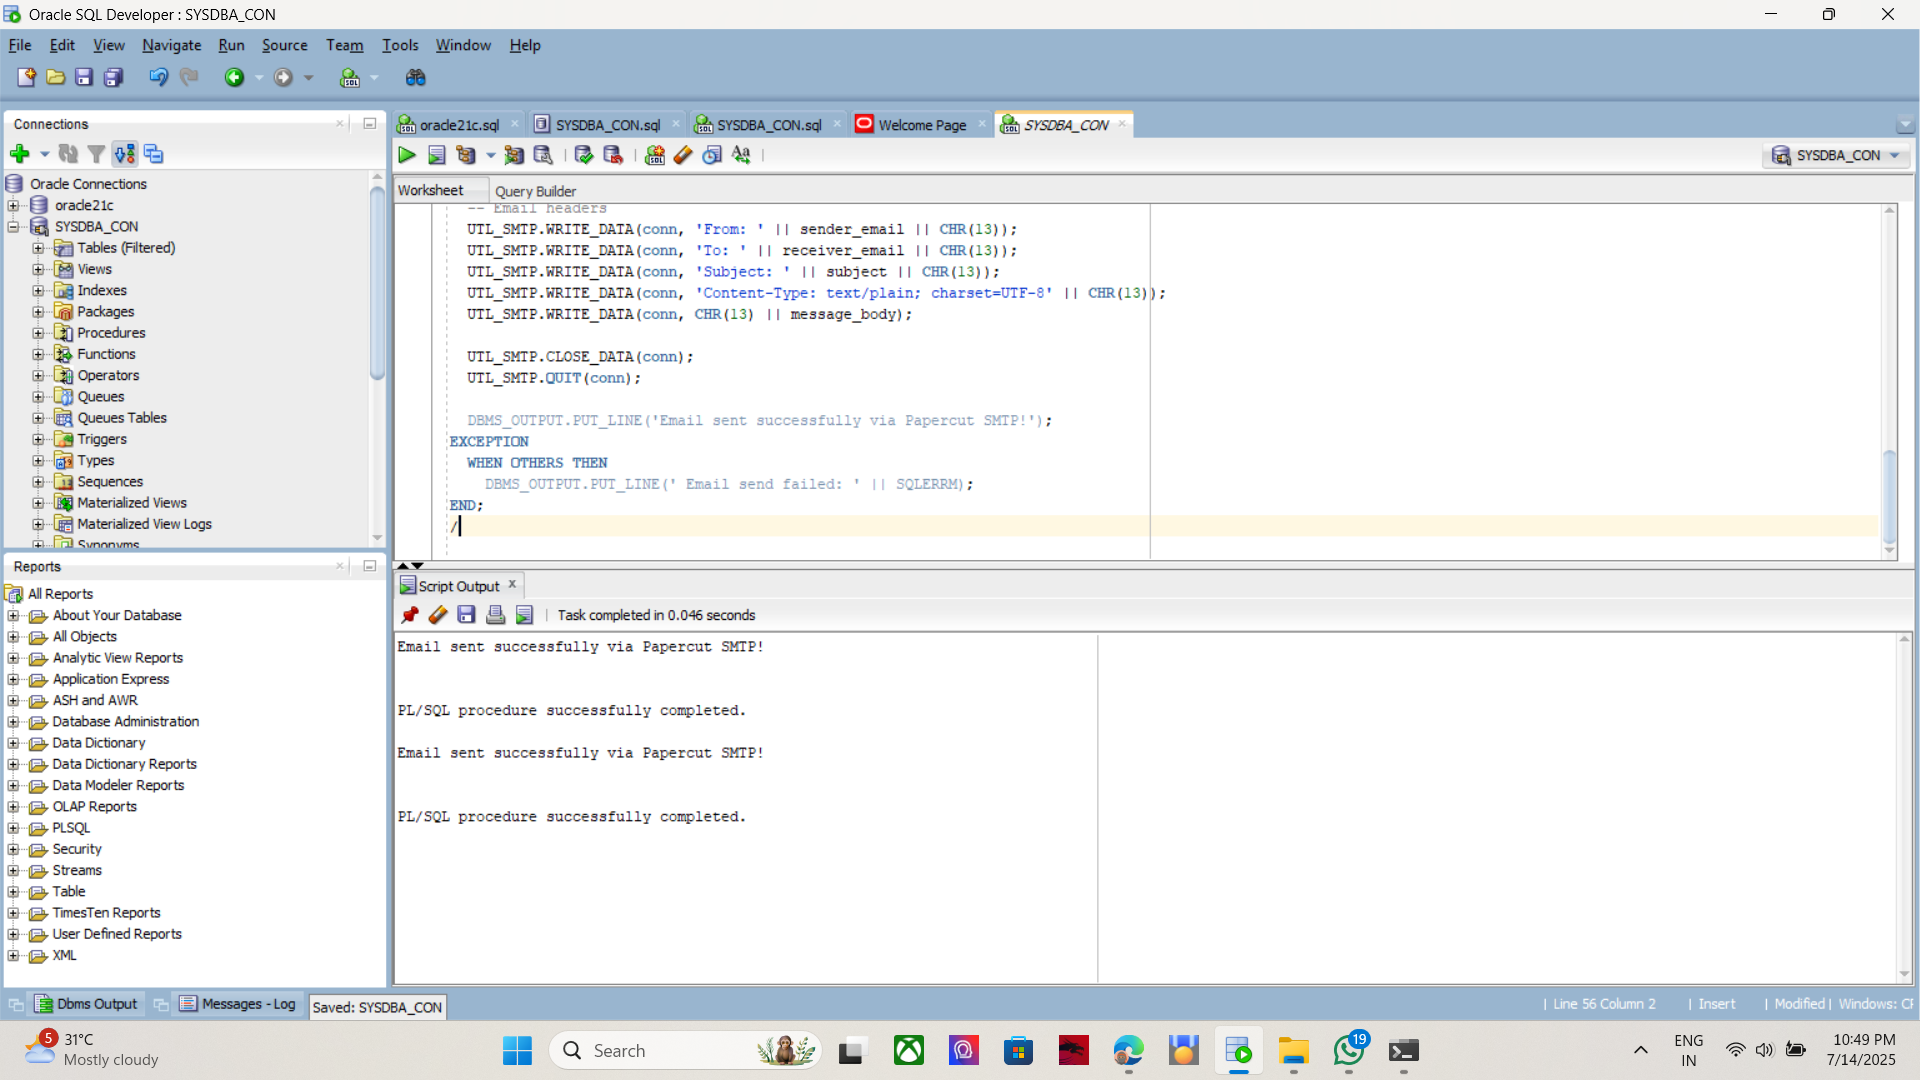 Oracle SQL Developer : SYSDBA_CON
File Edit View Navigate Run Source Team Tools Window Help
Connections
Oracle Connections
oracle21c
SYSDBA_CON
Tables (Filtered)
Views
Indexes
Packages
Procedures
Functions
Operators
Queues
Queues Tables
Triggers
Types
Sequences
Materialized Views
Materialized View Logs
Synonyms
Reports
All Reports
About Your Database
All Objects
Analytic View Reports
Application Express
ASH and AWR
Database Administration
Data Dictionary
Data Dictionary Reports
Data Modeler Reports
OLAP Reports
PLSQL
Security
Streams
Table
TimesTen Reports
User Defined Reports
XML
oracle21c.sql SYSDBA_CON.sql SYSDBA_CON.sql Welcome Page SYSDBA_CON
SYSDBA_CON
Worksheet Query Builder
-- Email headers
UTL_SMTP.WRITE_DATA(conn, 'From: ' || sender_email || CHR(13));
UTL_SMTP.WRITE_DATA(conn, 'To: ' || receiver_email || CHR(13));
UTL_SMTP.WRITE_DATA(conn, 'Subject: ' || subject || CHR(13));
UTL_SMTP.WRITE_DATA(conn, 'Content-Type: text/plain; charset=UTF-8' || CHR(13));
UTL_SMTP.WRITE_DATA(conn, CHR(13) || message_body);
UTL_SMTP.CLOSE_DATA(conn);
UTL_SMTP.QUIT(conn);
DBMS_OUTPUT.PUT_LINE('Email sent successfully via Papercut SMTP!');
EXCEPTION
WHEN OTHERS THEN
DBMS_OUTPUT.PUT_LINE(' Email send failed: ' || SQLERRM);
END;
/
Script Output
Task completed in 0.046 seconds
Email sent successfully via Papercut SMTP!
PL/SQL procedure successfully completed.
Email sent successfully via Papercut SMTP!
PL/SQL procedure successfully completed.
Dbms Output Messages - Log Saved: SYSDBA_CON
| Line 56 Column 2 | Insert | Modified | Windows: CF
5 31°C
Mostly cloudy
Search
19
ENG
IN
10:49 PM
7/14/2025